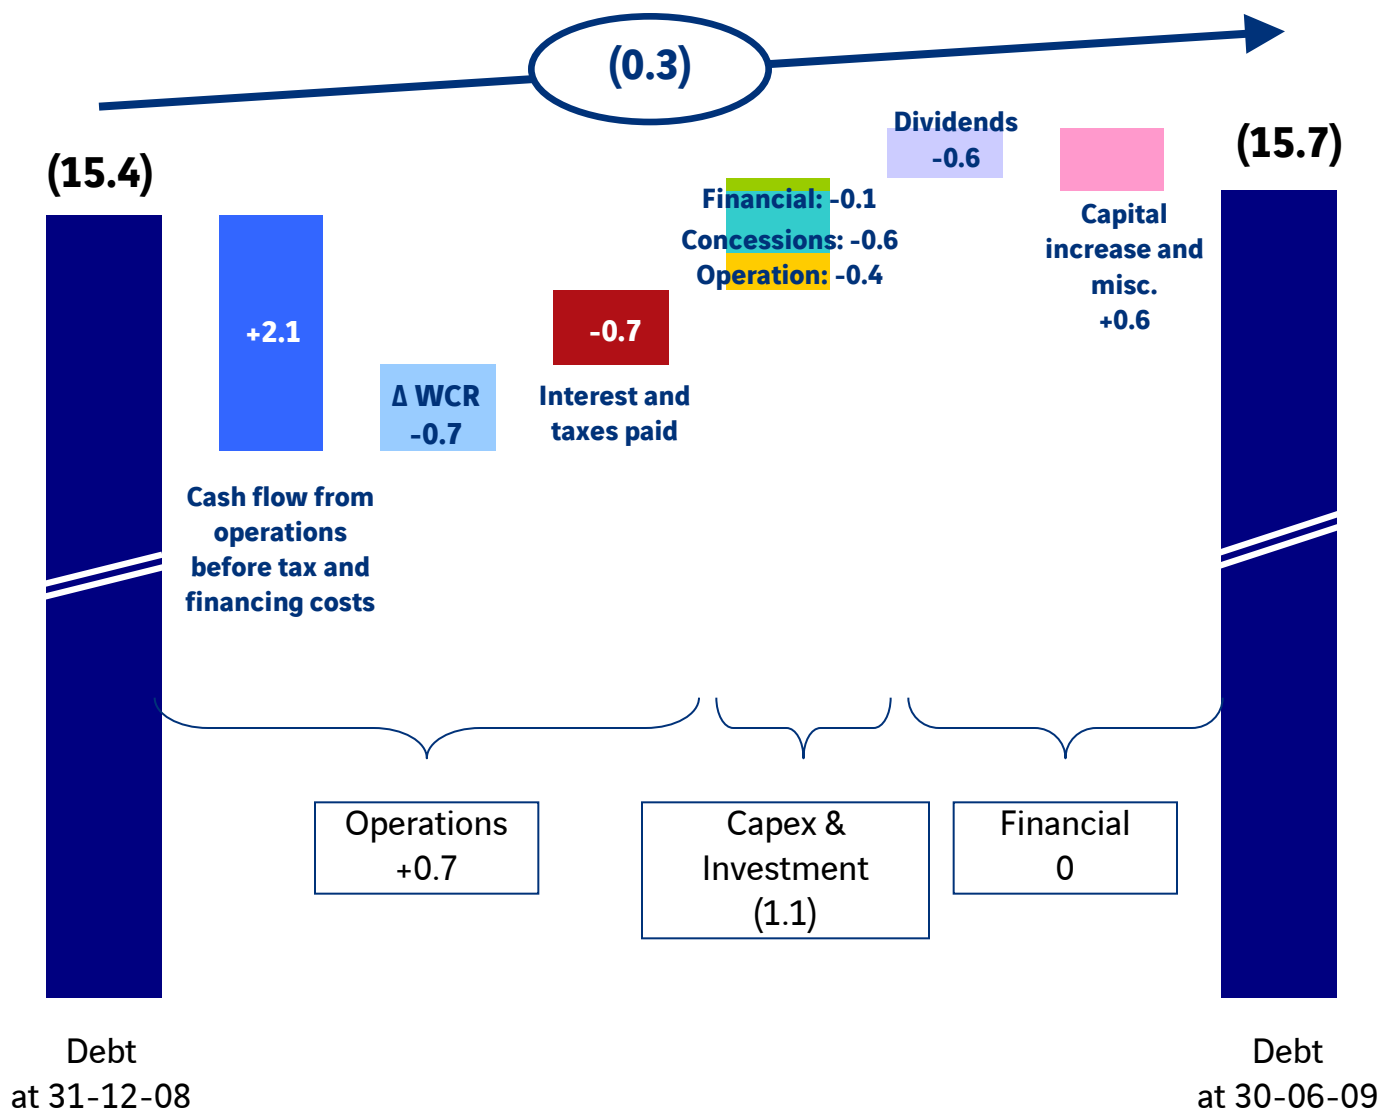 (0.3)
(15.4)
(15.7)
Dividends
-0.6
Financial: -0.1
Concessions: -0.6
Operation: -0.4
Capital
increase and
misc.
+0.6
+2.1
-0.7
Δ WCR
-0.7
Interest and
taxes paid
Cash flow from
operations
before tax and
financing costs
Operations
+0.7
Capex &
Investment
(1.1)
Financial
0
Debt
at 31-12-08
Debt
at 30-06-09